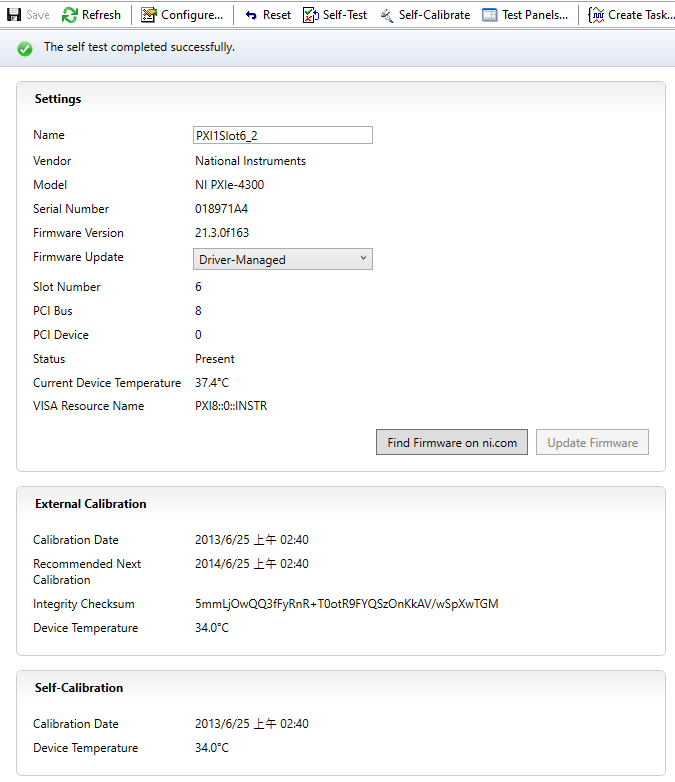 Save Refresh Configure... Reset Self-Test Self-Calibrate Test Panels... Create Task...
The self test completed successfully.
Settings
Name PXI1Slot6_2
Vendor National Instruments
Model NI PXIe-4300
Serial Number 018971A4
Firmware Version 21.3.0f163
Firmware Update Driver-Managed
Slot Number 6
PCI Bus 8
PCI Device 0
Status Present
Current Device Temperature 37.4°C
VISA Resource Name PXI8::0::INSTR
Find Firmware on ni.com Update Firmware
External Calibration
Calibration Date 2013/6/25 上午 02:40
Recommended Next 2014/6/25 上午 02:40
Calibration
Integrity Checksum 5mmLjOwQQ3fFyRnR+T0otR9FYQSzOnKkAV/wSpXwTGM
Device Temperature 34.0°C
Self-Calibration
Calibration Date 2013/6/25 上午 02:40
Device Temperature 34.0°C